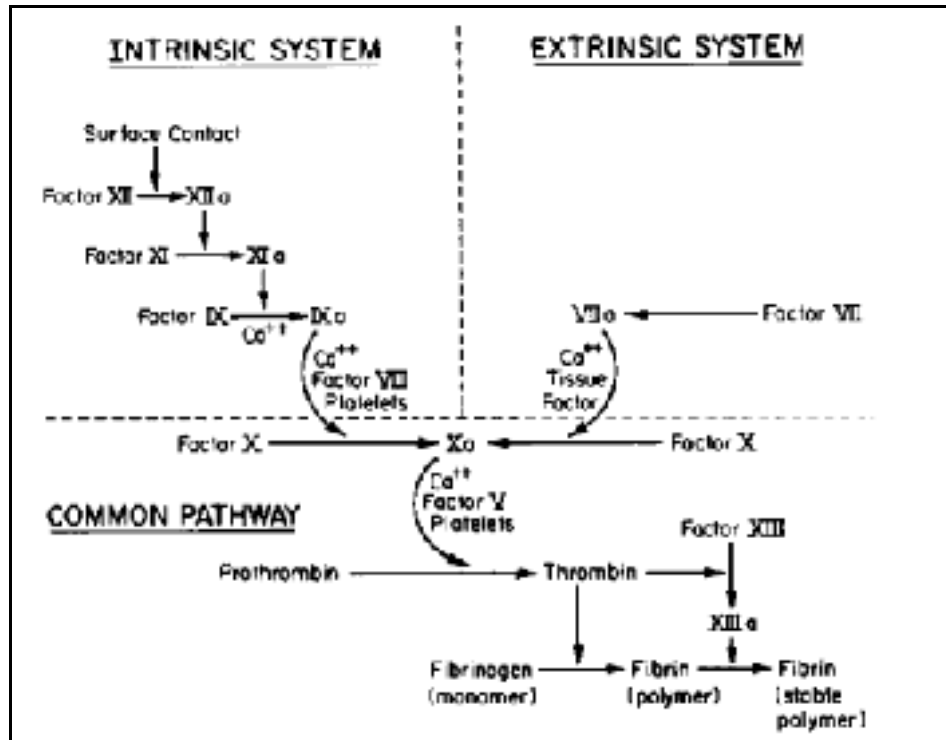 INTRINSIC SYSTEM
EXTRINSIC SYSTEM
Surface Contact
Factor XII
XIIa
Factor XI
XIa
Factor IX
Ca++
IXa
VIIa
Factor VII
Ca++
Factor VIII
Platelets
Ca++
Tissue
Factor
Factor X
Xa
Factor X
Ca++
Factor V
Platelets
COMMON PATHWAY
Factor XIII
Prothrombin
Thrombin
XIIIa
Fibrinogen
(monomer)
Fibrin
(polymer)
Fibrin
(stable
polymer)